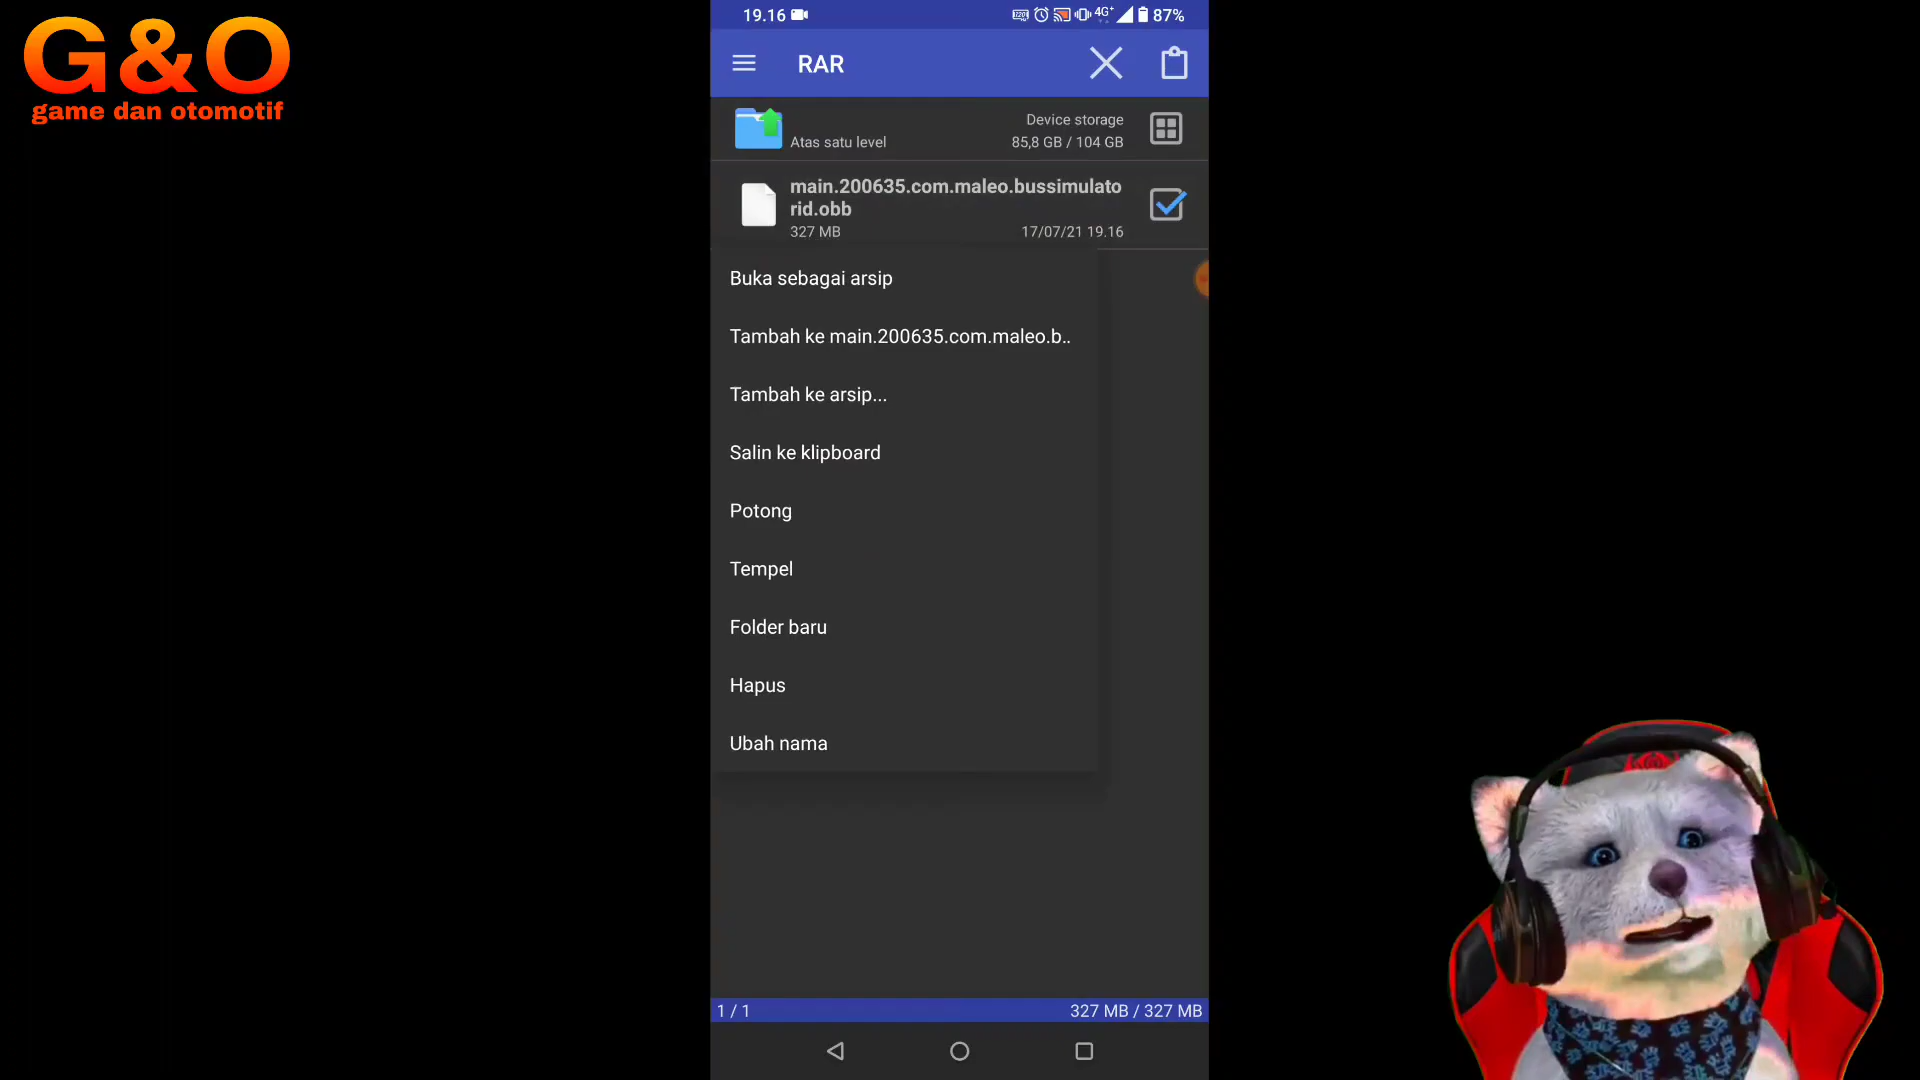 G&O
game dan otomotif
19.16
4G+
87%
RAR
Device storage
Atas satu level
85,8 GB / 104 GB
main.200635.com.maleo.bussimulato
rid.obb
327 MB
17/07/21 19.16
Buka sebagai arsip
Tambah ke main.200635.com.maleo.b..
Tambah ke arsip...
Salin ke klipboard
Potong
Tempel
Folder baru
Hapus
Ubah nama
1 / 1
327 MB / 327 MB